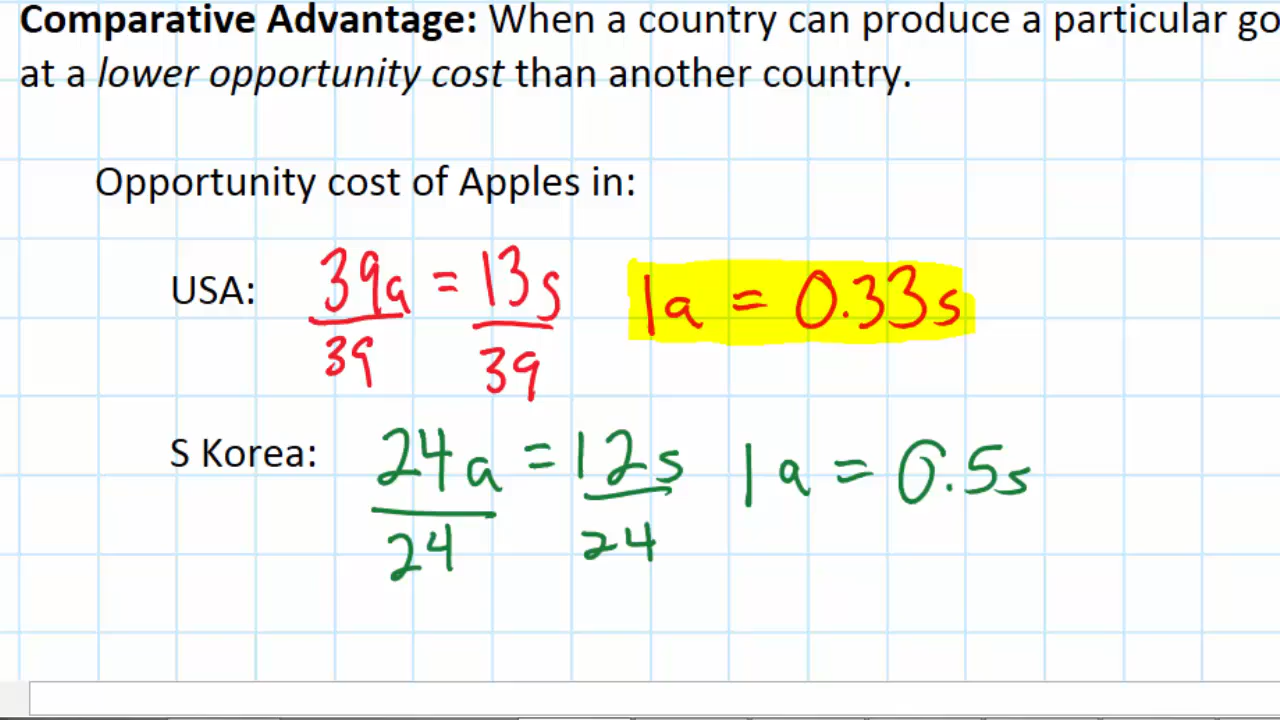 Comparative Advantage: When a country can produce a particular go
at a lower opportunity cost than another country.
Opportunity cost of Apples in:
USA: 39a/39 = 13s/39 1a = 0.33s
S Korea: 24a/24 = 12s/24 1a = 0.5s